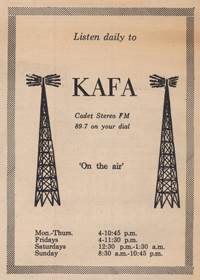 Listen daily to
KAFA
Cadet Stereo FM
89.7 on your dial
'On the air'
Mon.-Thurs. 4-10:45 p.m.
Fridays 4-11:30 p.m.
Saturdays 12:30 p.m.-1:30 a.m.
Sunday 8:30 a.m.-10:45 p.m.